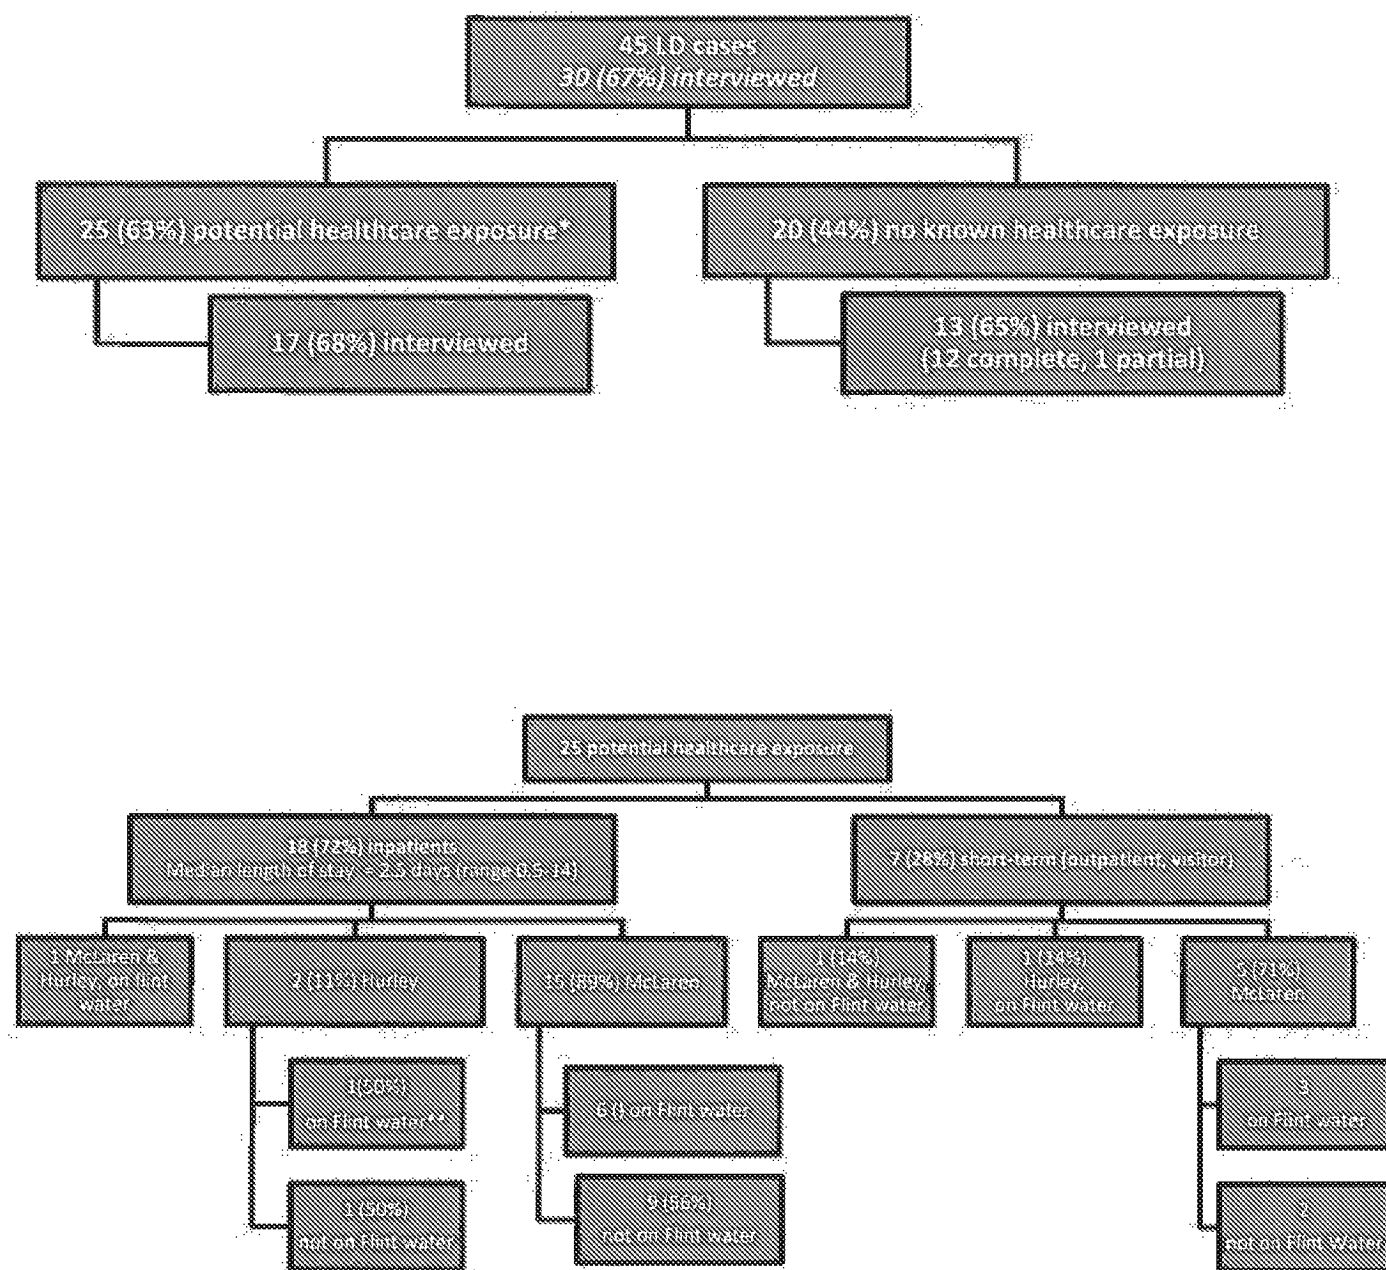 45 LD cases
30 (67%) interviewed
25 (63%) potential healthcare exposure*
20 (44%) no known healthcare exposure
17 (68%) interviewed
13 (65%) interviewed
(12 complete, 1 partial)
25 potential healthcare exposure
18 (72%) inpatients
Median length of stay = 2.5 days (range 0.5-14)
7 (28%) short-term (outpatient, visitor)
1 McLaren &
Hurley, on flint
water
2 (11%) Hurley
(89%) McLaren
1 (14%)
McLaren & Hurley,
not on Flint water
1 (14%)
Hurley,
on Flint water
5 (71%)
McLaren
1(50%)
on Flint water**
1 (50%)
not on Flint water
6 () on Flint water
9 (56%)
not on Flint water
3
on Flint water
2
not on Flint Water